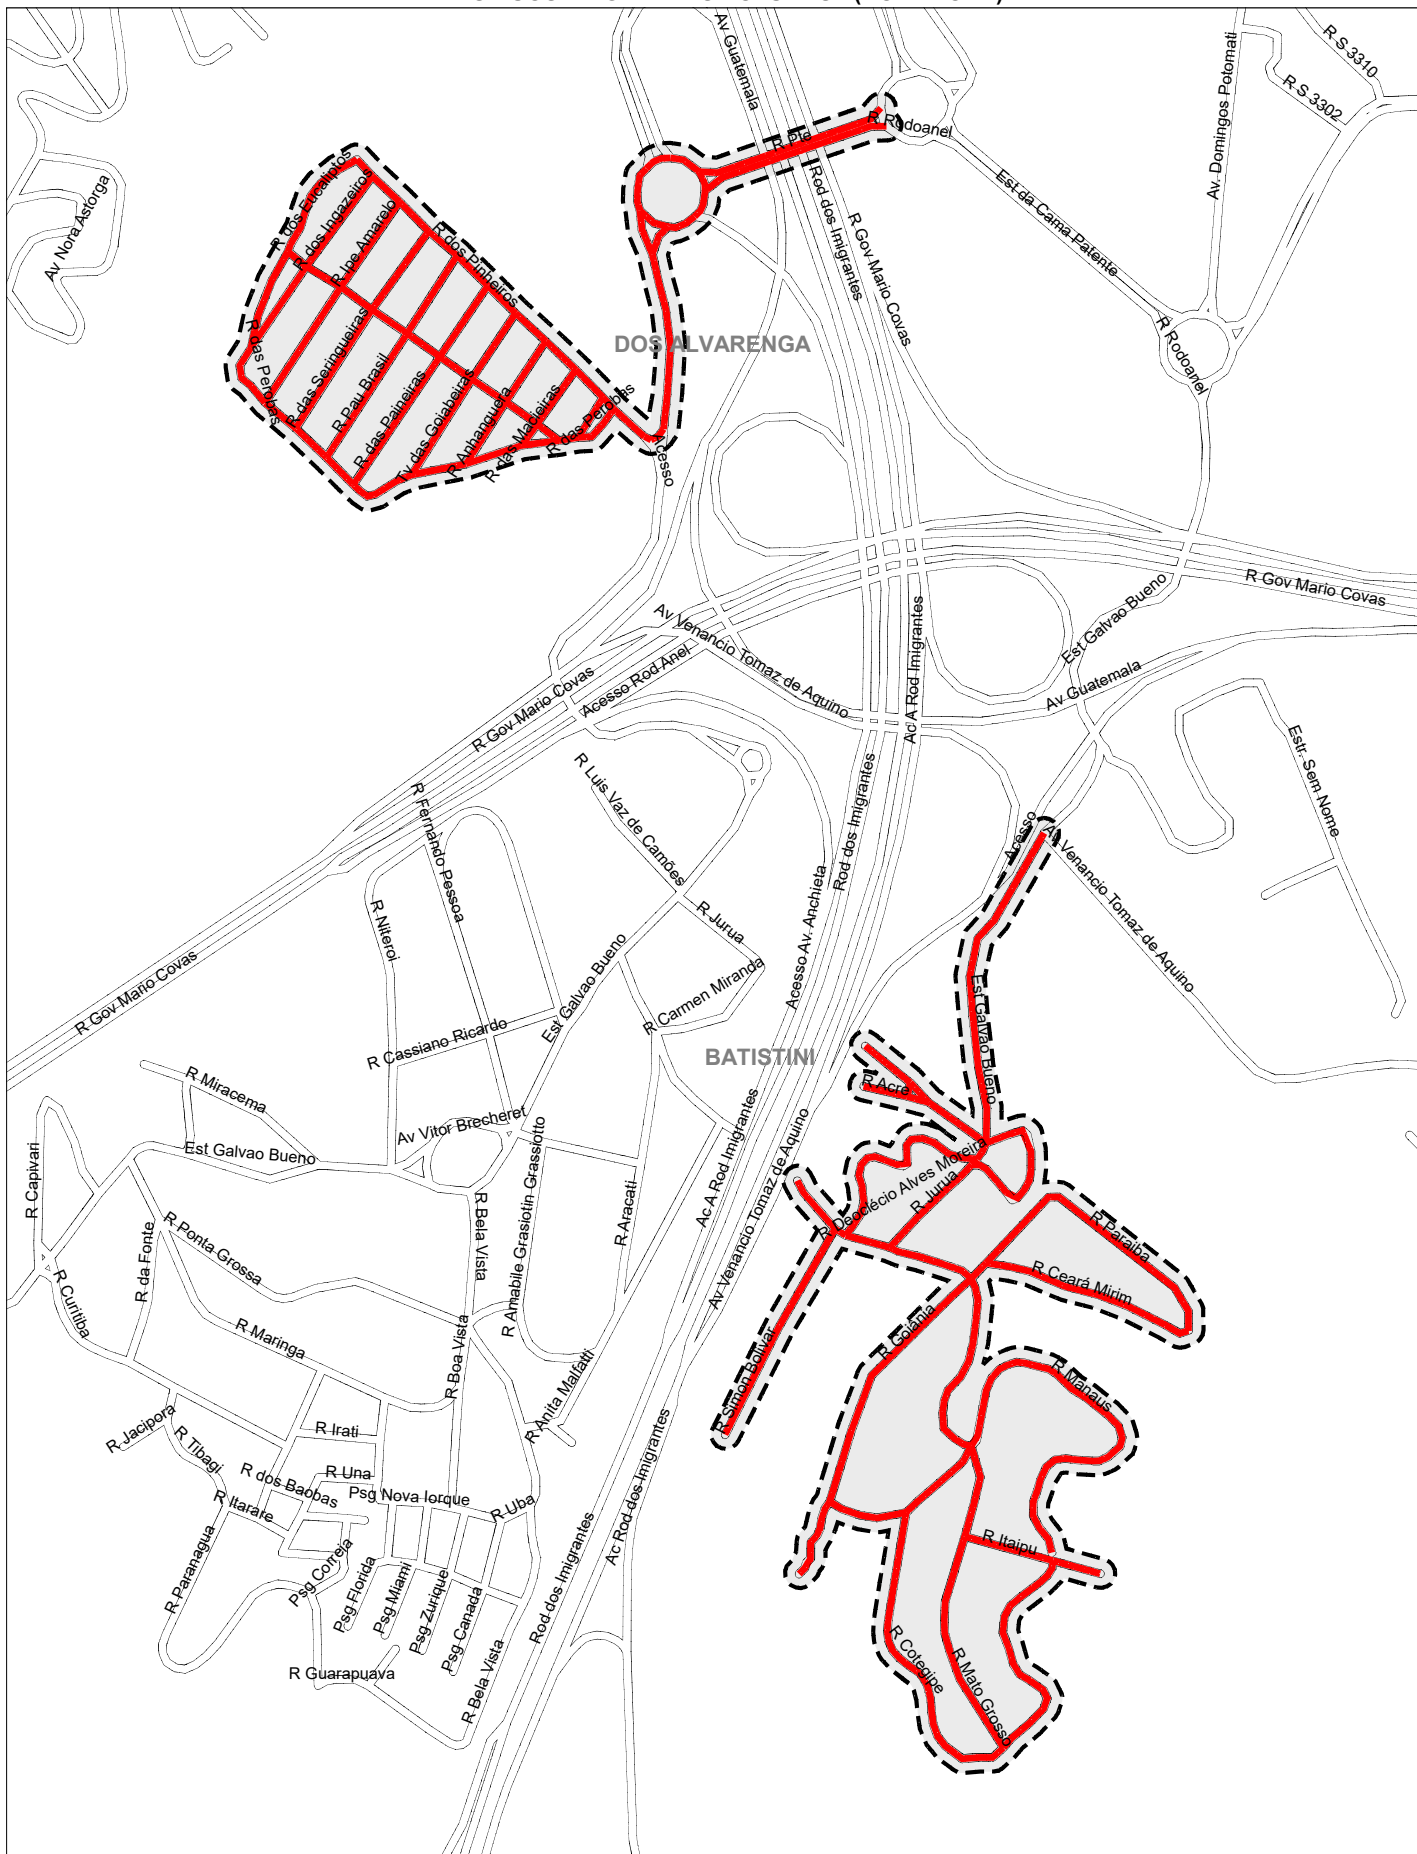 Av Guatemala
R S 3310
R S 3302
Av. Domingos Potomati
R Rodoanel
R Pte
Av Nora Astorga
R dos Eucaliptos
R dos Ingazeiros
R Ipe Amarelo
R dos Pinheiros
Rod dos Imigrantes
R Gov Mario Covas
Est da Cama Patente
R Rodoanel
DOS ALVARENGA
R das Perobas
R das Seringueiras
R Pau Brasil
R das Paineiras
Tv das Goiabeiras
R Anhanguera
R das Madieiras
R das Perobas
Acesso
R Gov Mario Covas
Est Galvao Bueno
Av Venancio Tomaz de Aquino
Acesso Rod Anel
R Gov Mario Covas
Ac A Rod Imigrantes
Av Guatemala
Estr. Sem Nome
R Luis Vaz de Camões
R Fernando Pessoa
Rod dos Imigrantes
Acesso
Av Venancio Tomaz de Aquino
R Niteroi
R Jurua
Acesso Av. Anchieta
R Gov Mario Covas
Est Galvao Bueno
R Carmen Miranda
Est Galvao Bueno
R Cassiano Ricardo
BATISTINI
R Acre
R Miracema
Av Vitor Brecheret
Est Galvao Bueno
R Capivari
R Amabile Grasiotin Grassiotto
Ac A Rod Imigrantes
Av Venancio Tomaz de Aquino
R Deoclécio Alves Moreira
R Jurua
R Bela Vista
R Aracati
R Paraiba
R Ponta Grossa
R da Fonte
R Curitiba
R Ceará Mirim
R Maringa
R Boa Vista
R Goiânia
R Simon Bolivar
R Anita Malfatti
R Manaus
R Jacipora
R Tibagi
R Irati
R Una
R dos Baobas
Psg Nova Iorque
R Uba
R Itarare
Ac Rod dos Imigrantes
Rod dos Imigrantes
R Itaipu
R Paranagua
Psg Correia
Psg Florida
Psg Miami
Psg Zurique
Psg Canada
R Guarapuava
R Bela Vista
R Cotegipe
R Mato Grosso